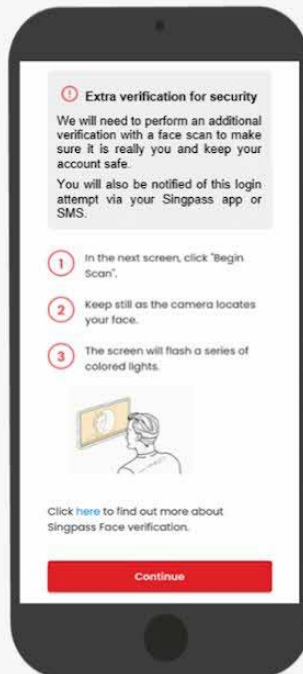 Extra verification for security
We will need to perform an additional
verification with a face scan to make
sure it is really you and keep your
account safe.
You will also be notified of this login
attempt via your Singpass app or
SMS.
1 In the next screen, click "Begin
Scan".
2 Keep still as the camera locates
your face.
3 The screen will flash a series of
colored lights.
Click here to find out more about
Singpass Face verification.
Continue